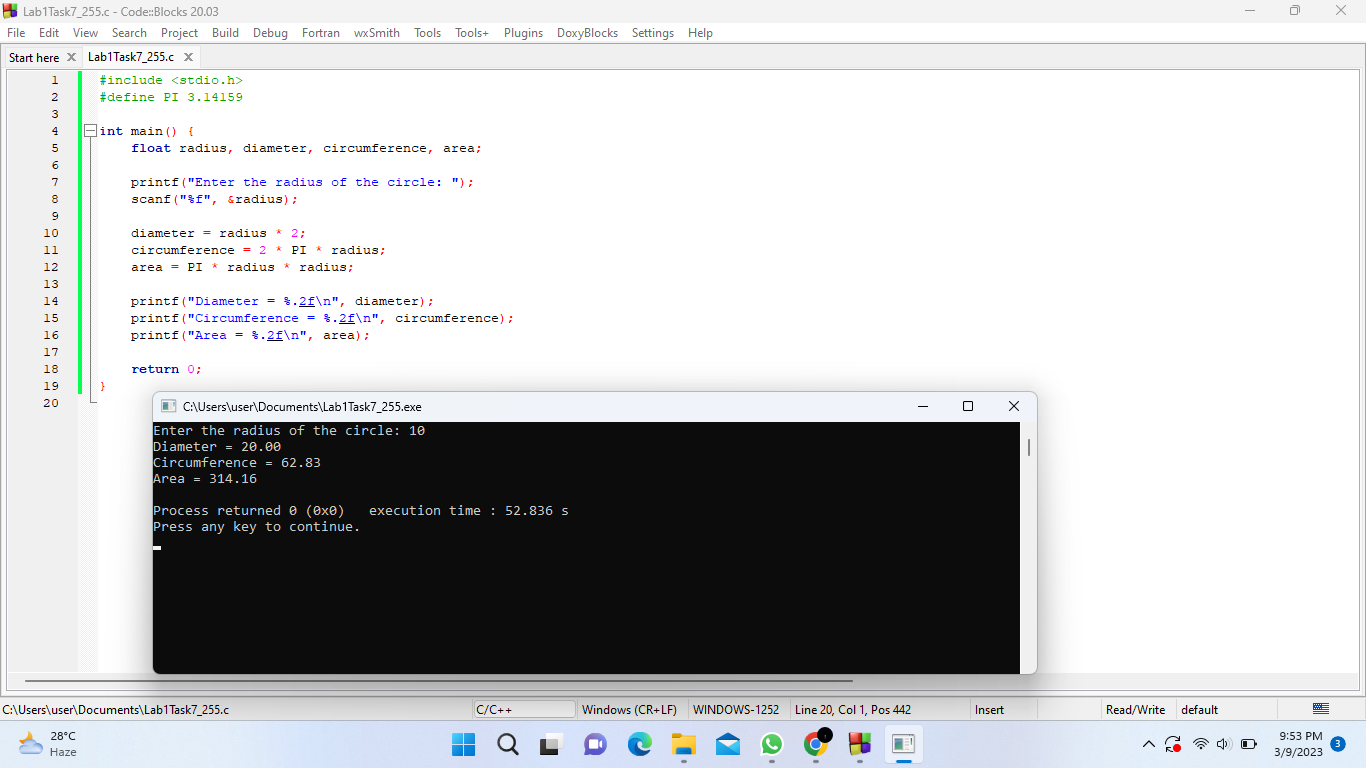 Lab1Task7_255.c - Code::Blocks 20.03
File Edit View Search Project Build Debug Fortran wxSmith Tools Tools+ Plugins DoxyBlocks Settings Help
Start here Lab1Task7_255.c
1 #include <stdio.h>
2 #define PI 3.14159
3
4 int main() {
5 float radius, diameter, circumference, area;
6
7 printf("Enter the radius of the circle: ");
8 scanf("%f", &radius);
9
10 diameter = radius * 2;
11 circumference = 2 * PI * radius;
12 area = PI * radius * radius;
13
14 printf("Diameter = %.2f\n", diameter);
15 printf("Circumference = %.2f\n", circumference);
16 printf("Area = %.2f\n", area);
17
18 return 0;
19 }
20
C:\Users\user\Documents\Lab1Task7_255.exe
Enter the radius of the circle: 10
Diameter = 20.00
Circumference = 62.83
Area = 314.16
Process returned 0 (0x0) execution time : 52.836 s
Press any key to continue.
C:\Users\user\Documents\Lab1Task7_255.c C/C++ Windows (CR+LF) WINDOWS-1252 Line 20, Col 1, Pos 442 Insert Read/Write default
28°C
Haze
9:53 PM
3/9/2023 3